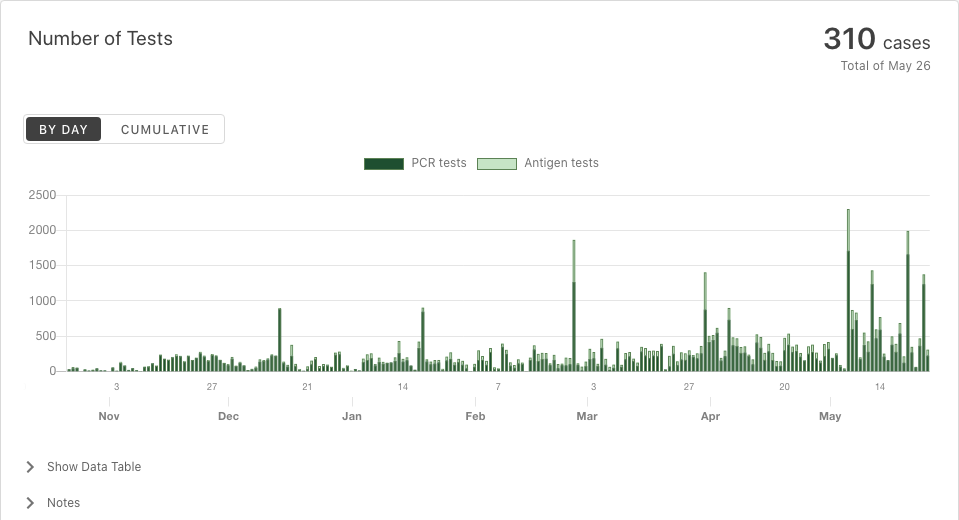 Number of Tests
310 cases
Total of May 26
BY DAY CUMULATIVE
PCR tests Antigen tests
2500
2000
1500
1000
500
0
3 27 21 14 7 3 27 20 14
Nov Dec Jan Feb Mar Apr May
Show Data Table
Notes